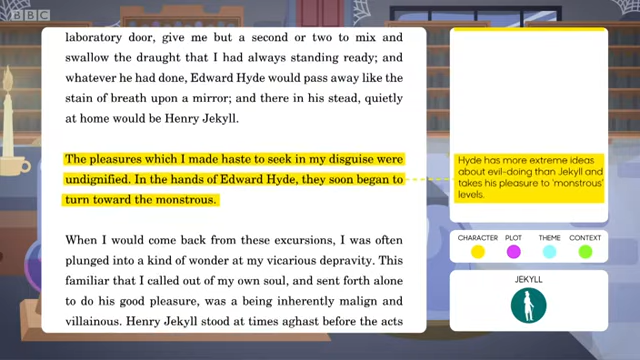 BBC
laboratory door, give me but a second or two to mix and
swallow the draught that I had always standing ready; and
whatever he had done, Edward Hyde would pass away like the
stain of breath upon a mirror; and there in his stead, quietly
at home would be Henry Jekyll.
The pleasures which I made haste to seek in my disguise were
undignified. In the hands of Edward Hyde, they soon began to
turn toward the monstrous.
When I would come back from these excursions, I was often
plunged into a kind of wonder at my vicarious depravity. This
familiar that I called out of my own soul, and sent forth alone
to do his good pleasure, was a being inherently malign and
villainous. Henry Jekyll stood at times aghast before the acts
Hyde has more extreme ideas
about evil-doing than Jekyll and
takes his pleasure to 'monstrous'
levels.
CHARACTER PLOT THEME CONTEXT
JEKYLL